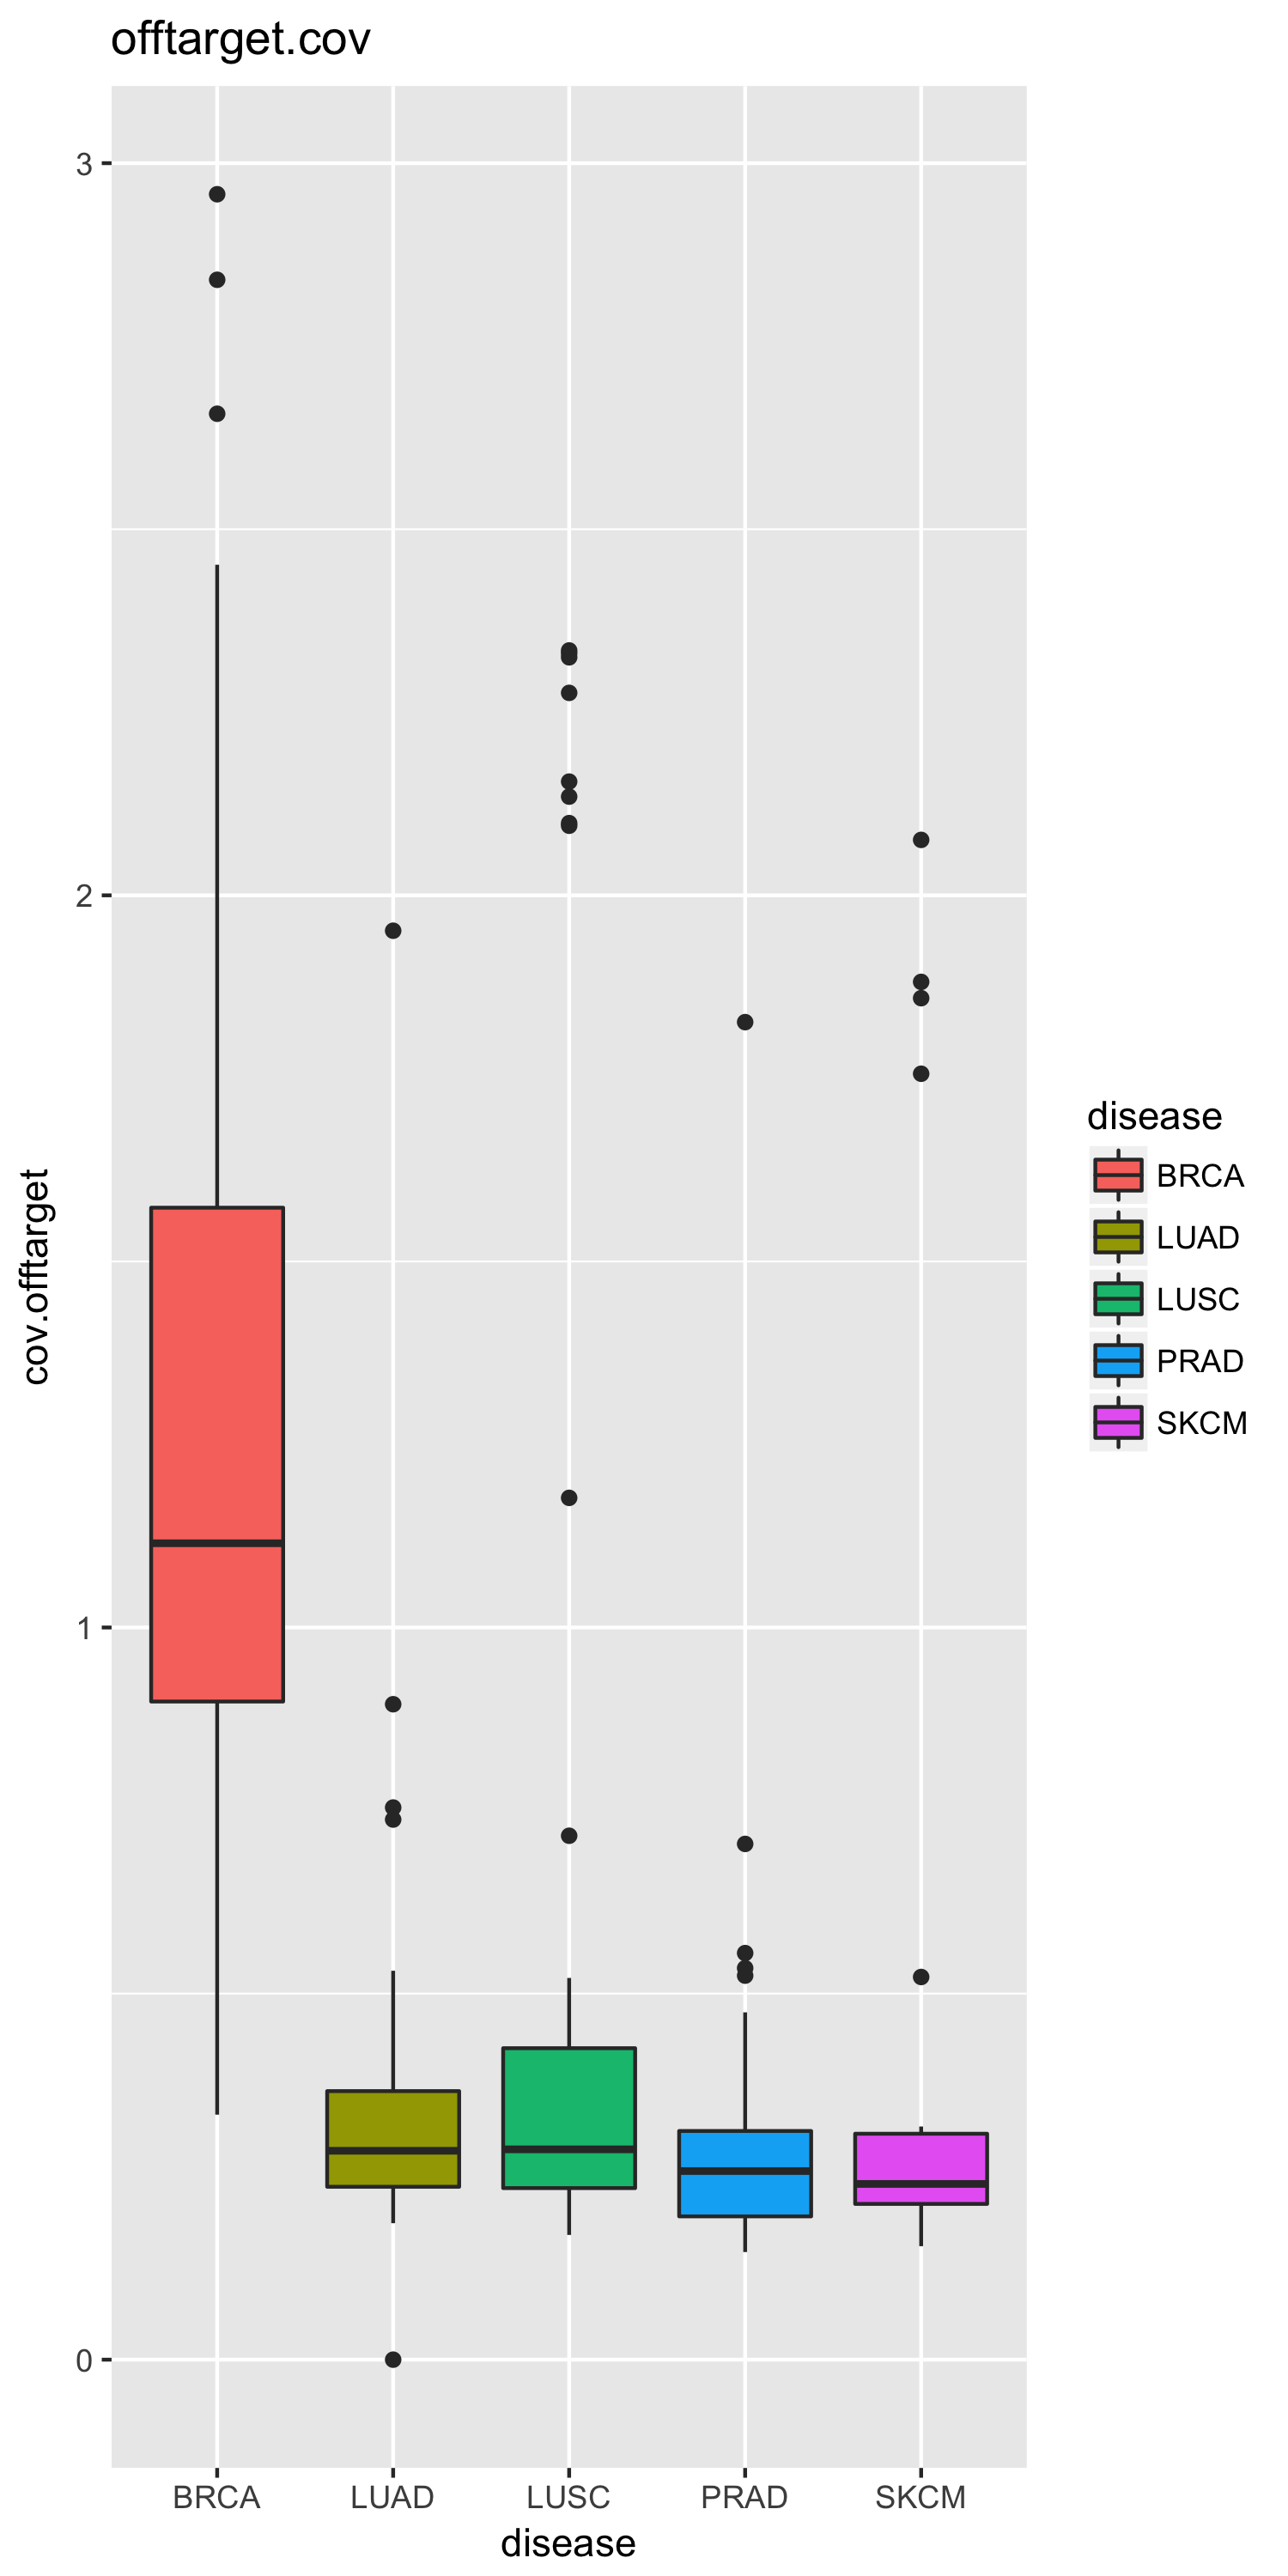 offtarget.cov
3
2
1
0
cov.offtarget
BRCA LUAD LUSC PRAD SKCM
disease
disease
BRCA
LUAD
LUSC
PRAD
SKCM